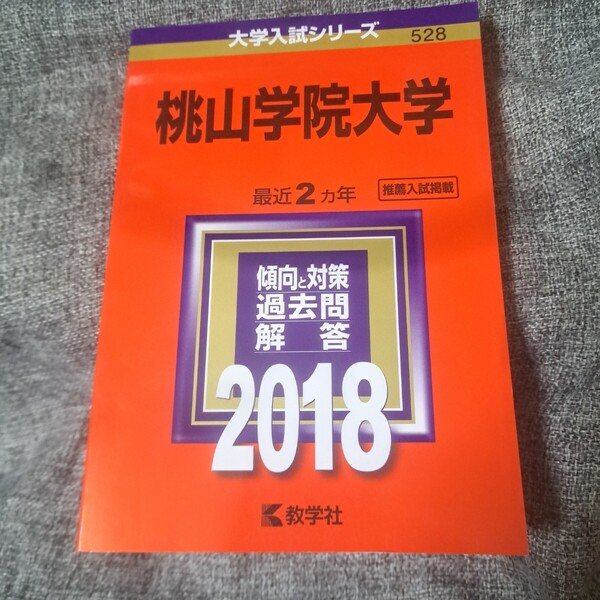 大学入試シリーズ 528
桃山学院大学
最近2ヵ年 推薦入試掲載
傾向と対策
過去問
解答
2018
教学社